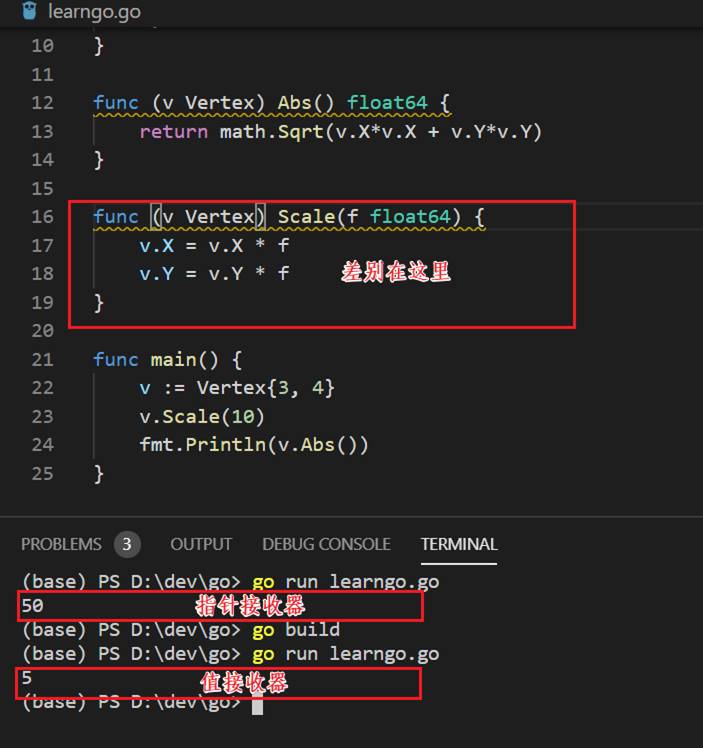 learngo.go
10 }
11
12 func (v Vertex) Abs() float64 {
13 return math.Sqrt(v.X*v.X + v.Y*v.Y)
14 }
15
16 func (v Vertex) Scale(f float64) {
17 v.X = v.X * f
18 v.Y = v.Y * f 差别在这里
19 }
20
21 func main() {
22 v := Vertex{3, 4}
23 v.Scale(10)
24 fmt.Println(v.Abs())
25 }
PROBLEMS 3 OUTPUT DEBUG CONSOLE TERMINAL
(base) PS D:\dev\go> go run learngo.go
50 指针接收器
(base) PS D:\dev\go> go build
(base) PS D:\dev\go> go run learngo.go
5 值接收器
(base) PS D:\dev\go>